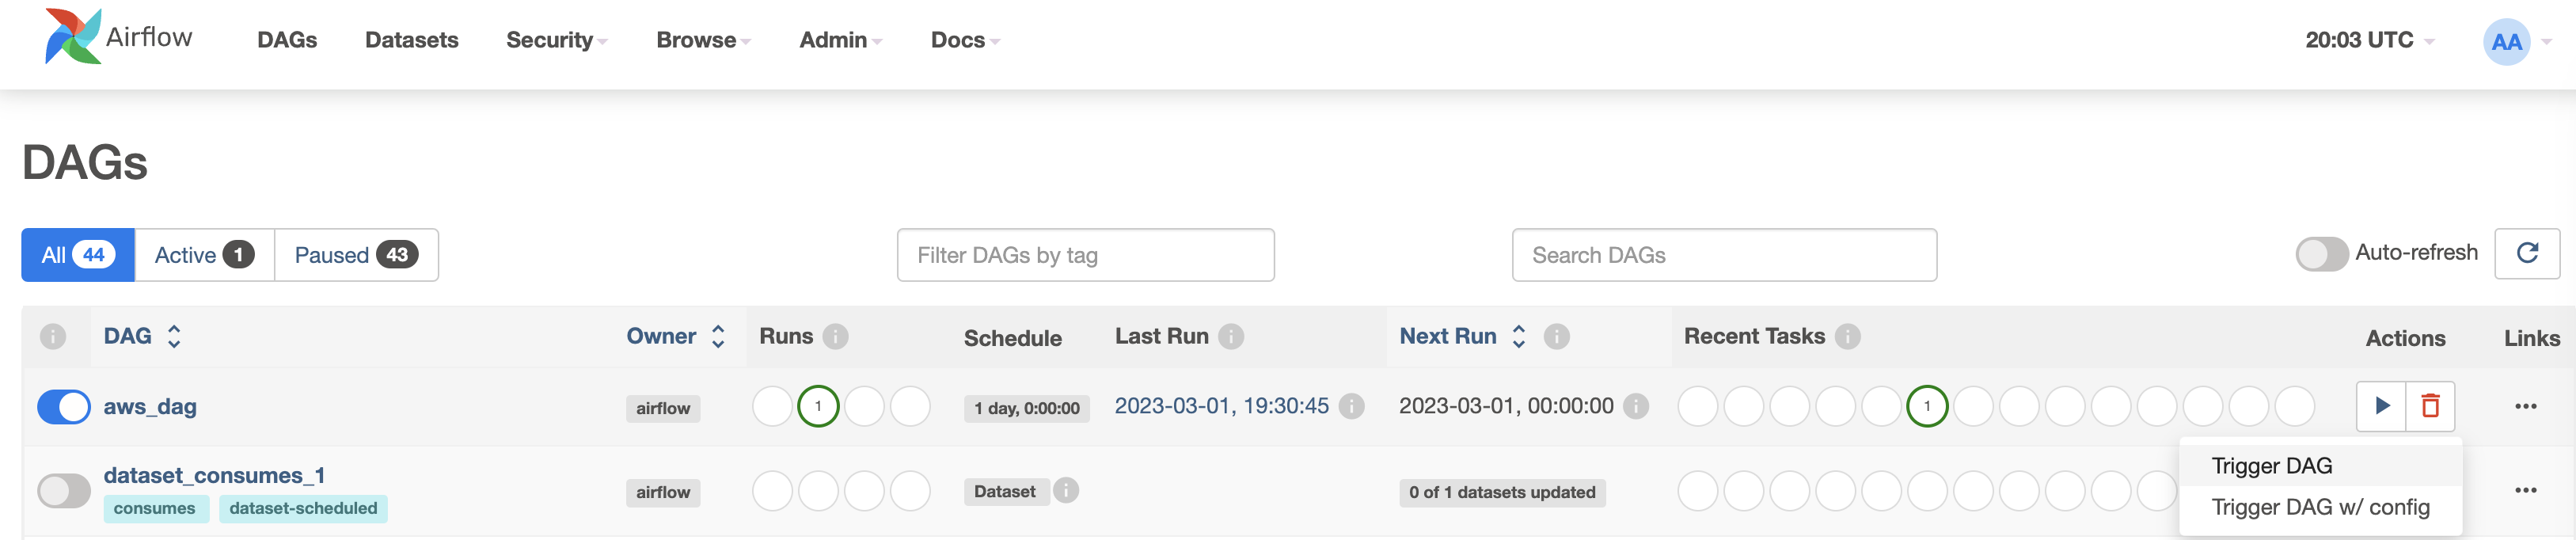 Airflow DAGs Datasets Security Browse Admin Docs 20:03 UTC AA
DAGs
All 44 Active 1 Paused 43 Filter DAGs by tag Search DAGs Auto-refresh
i DAG Owner Runs i Schedule Last Run i Next Run i Recent Tasks i Actions Links
aws_dag airflow 1 1 day, 0:00:00 2023-03-01, 19:30:45 i 2023-03-01, 00:00:00 i 1
Trigger DAG
dataset_consumes_1 airflow Dataset i 0 of 1 datasets updated
consumes dataset-scheduled Trigger DAG w/ config